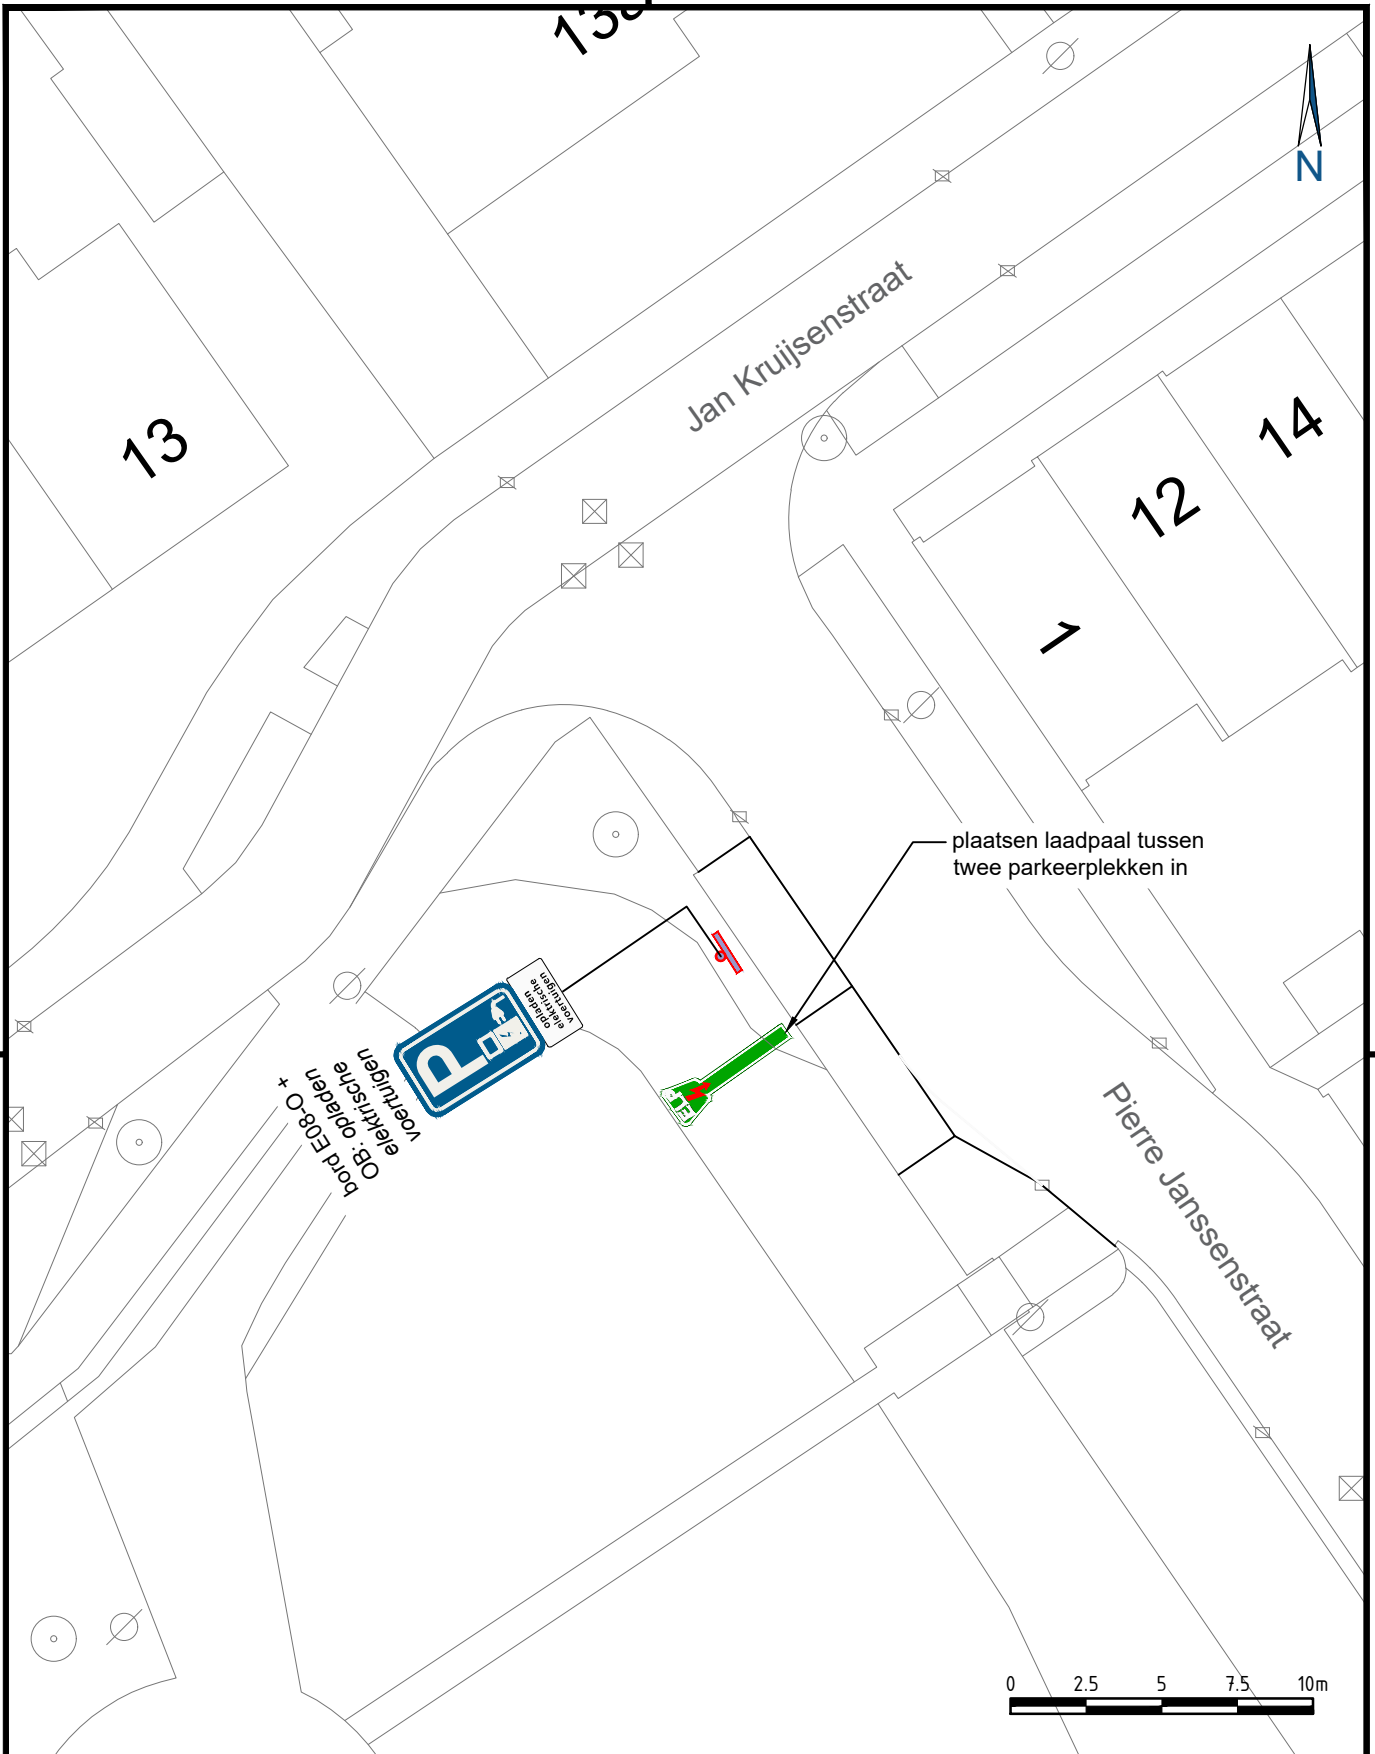 N
Jan Kruijsenstraat
13
14
12
1
plaatsen laadpaal tussen
twee parkeerplekken in
opladen
elektrische
voertuigen
P
bord E08-O +
OB: opladen
elektrische
voertuigen
Pierre Janssenstraat
0 2.5 5 7.5 10m